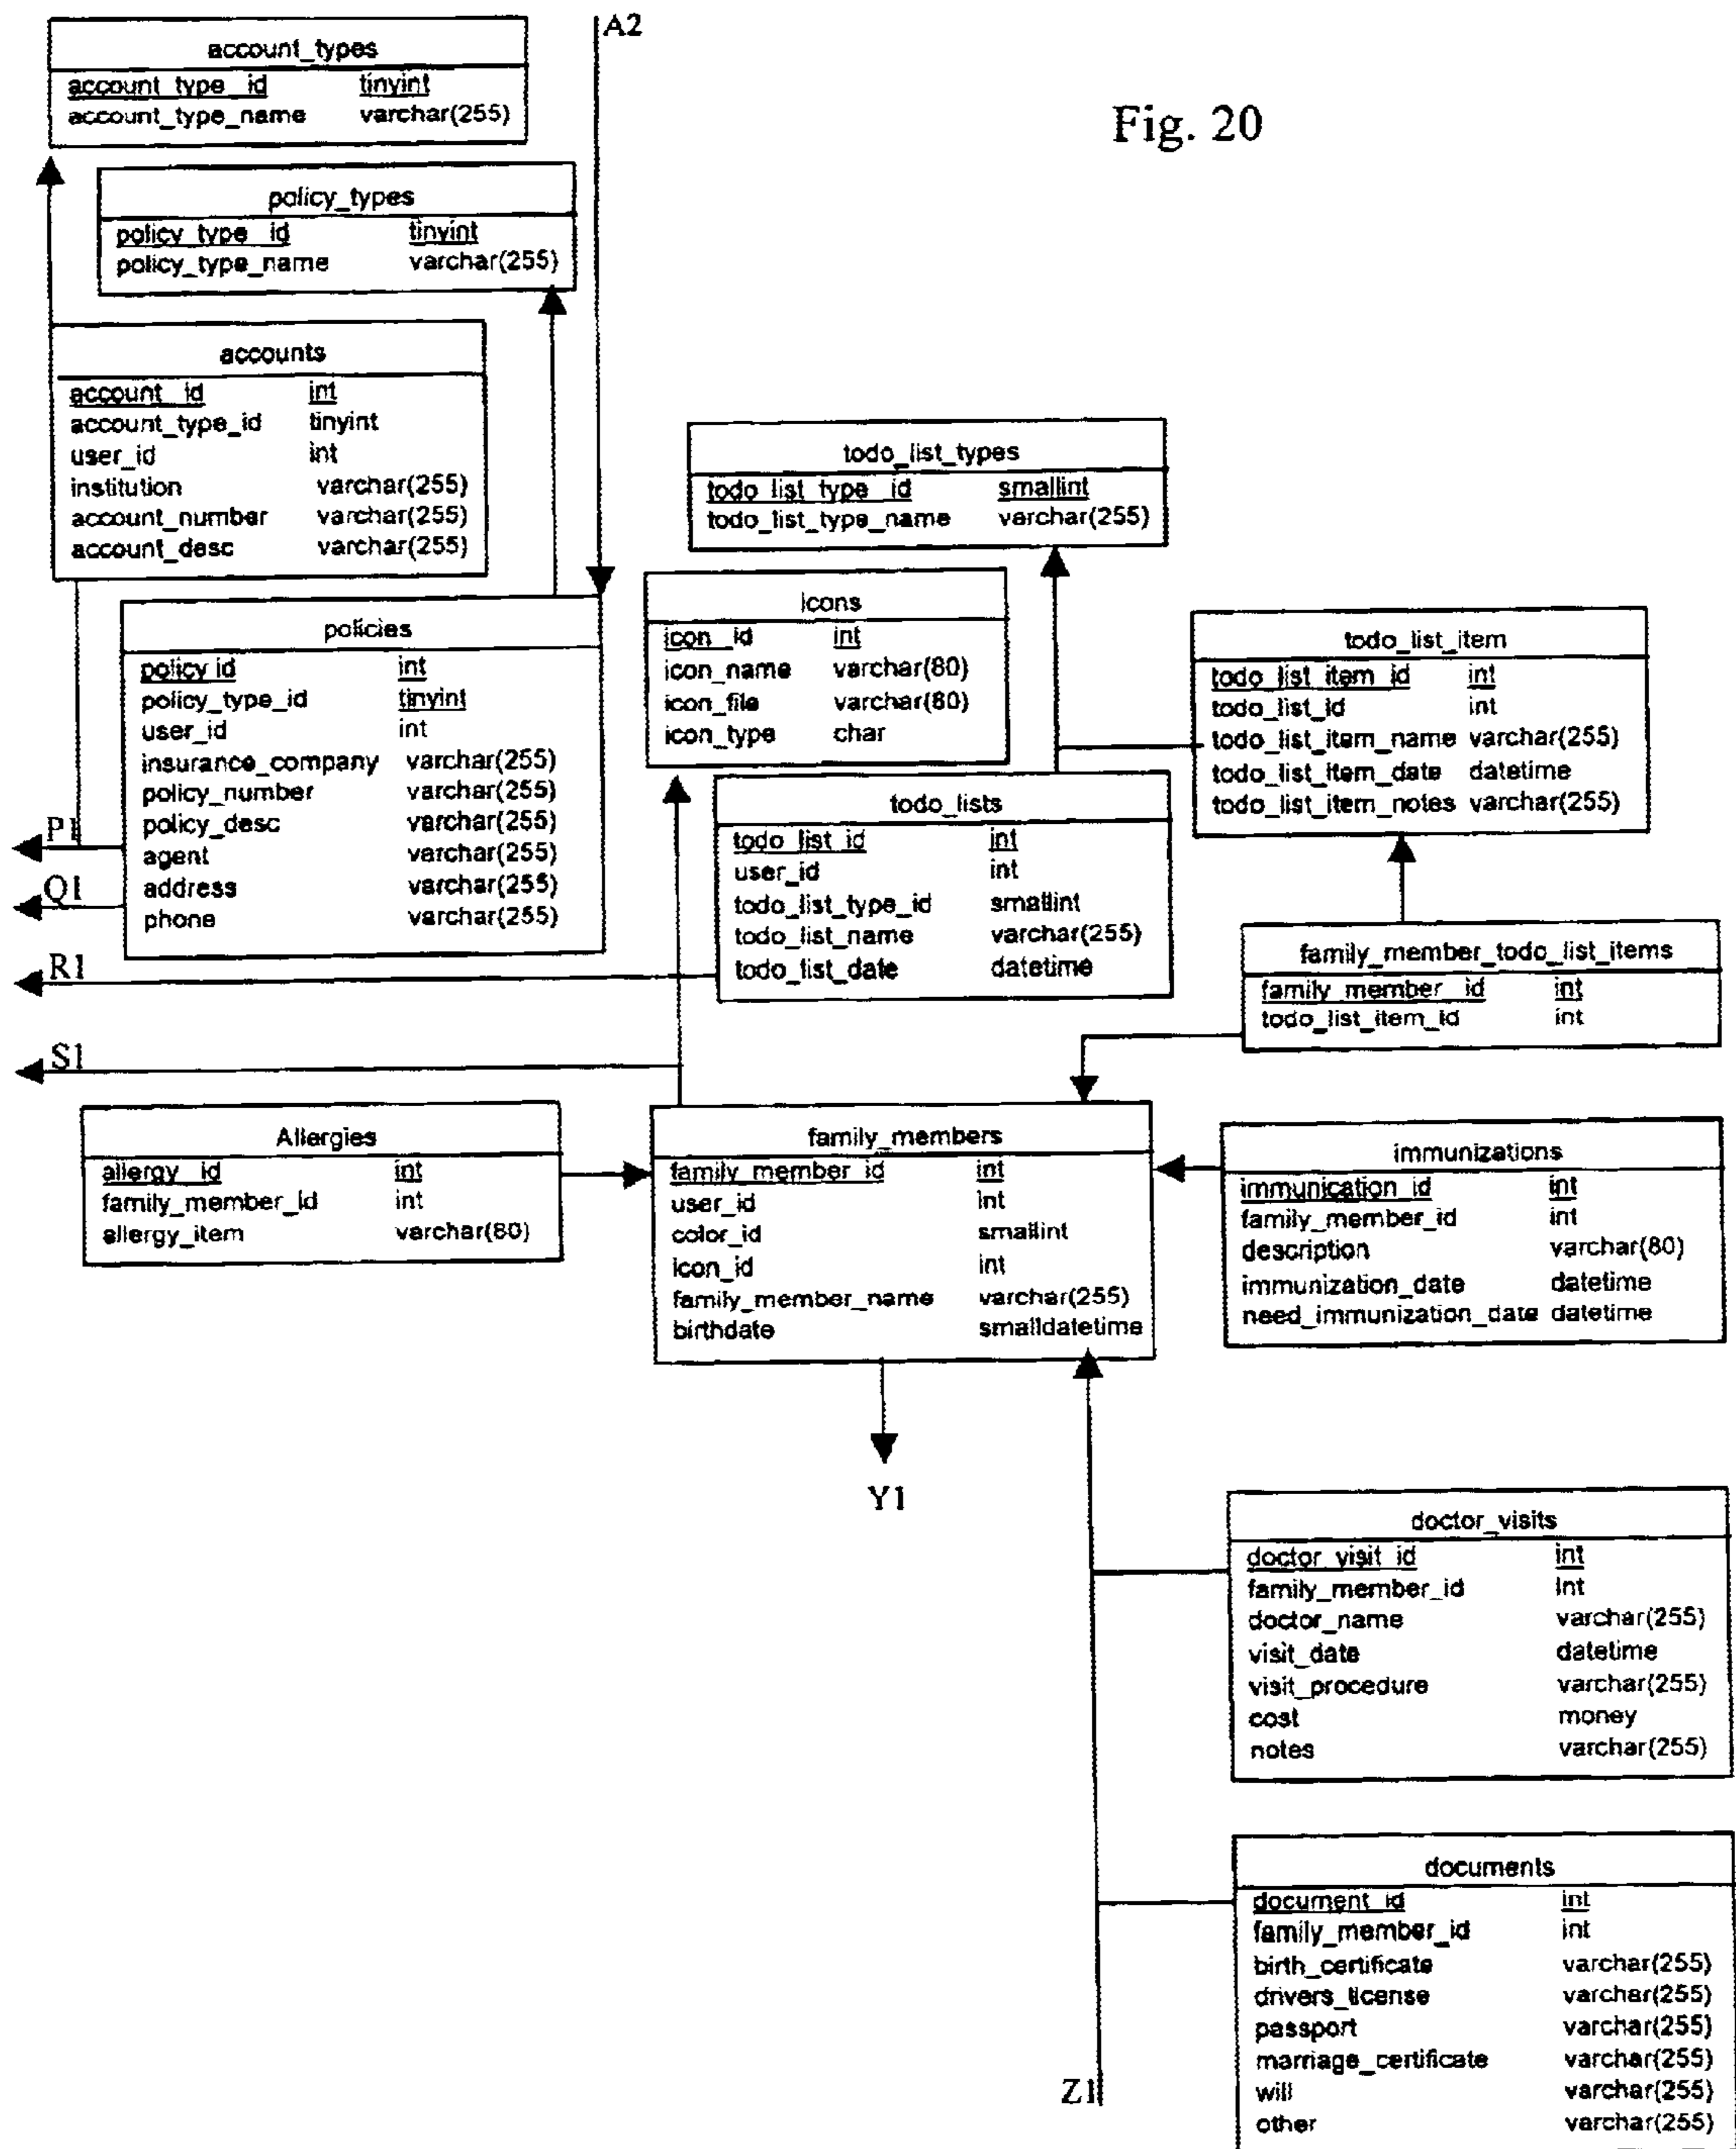 A2
Fig. 20
account_types
account_type_id tinyint
account_type_name varchar(255)
policy_types
policy_type_id tinyint
policy_type_name varchar(255)
accounts
account_id int
account_type_id tinyint
user_id int
institution varchar(255)
account_number varchar(255)
account_desc varchar(255)
policies
policy id int
policy_type_id tinyint
user_id int
insurance_company varchar(255)
policy_number varchar(255)
policy_desc varchar(255)
agent varchar(255)
address varchar(255)
phone varchar(255)
P1
Q1
R1
S1
todo_list_types
todo_list_type_id smallint
todo_list_type_name varchar(255)
icons
icon_id int
icon_name varchar(80)
icon_file varchar(80)
icon_type char
todo_list_item
todo_list_item_id int
todo_list_id int
todo_list_item_name varchar(255)
todo_list_item_date datetime
todo_list_item_notes varchar(255)
todo_lists
todo_list_id int
user_id int
todo_list_type_id smallint
todo_list_name varchar(255)
todo_list_date datetime
family_member_todo_list_items
family_member_id int
todo_list_item_id int
Allergies
allergy_id int
family_member_id int
allergy_item varchar(80)
family_members
family_member_id int
user_id int
color_id smallint
icon_id int
family_member_name varchar(255)
birthdate smalldatetime
immunizations
immunication_id int
family_member_id int
description varchar(80)
immunization_date datetime
need_immunization_date datetime
Y1
doctor_visits
doctor_visit_id int
family_member_id int
doctor_name varchar(255)
visit_date datetime
visit_procedure varchar(255)
cost money
notes varchar(255)
documents
document_id int
family_member_id int
birth_certificate varchar(255)
drivers_license varchar(255)
passport varchar(255)
marriage_certificate varchar(255)
will varchar(255)
other varchar(255)
Z1